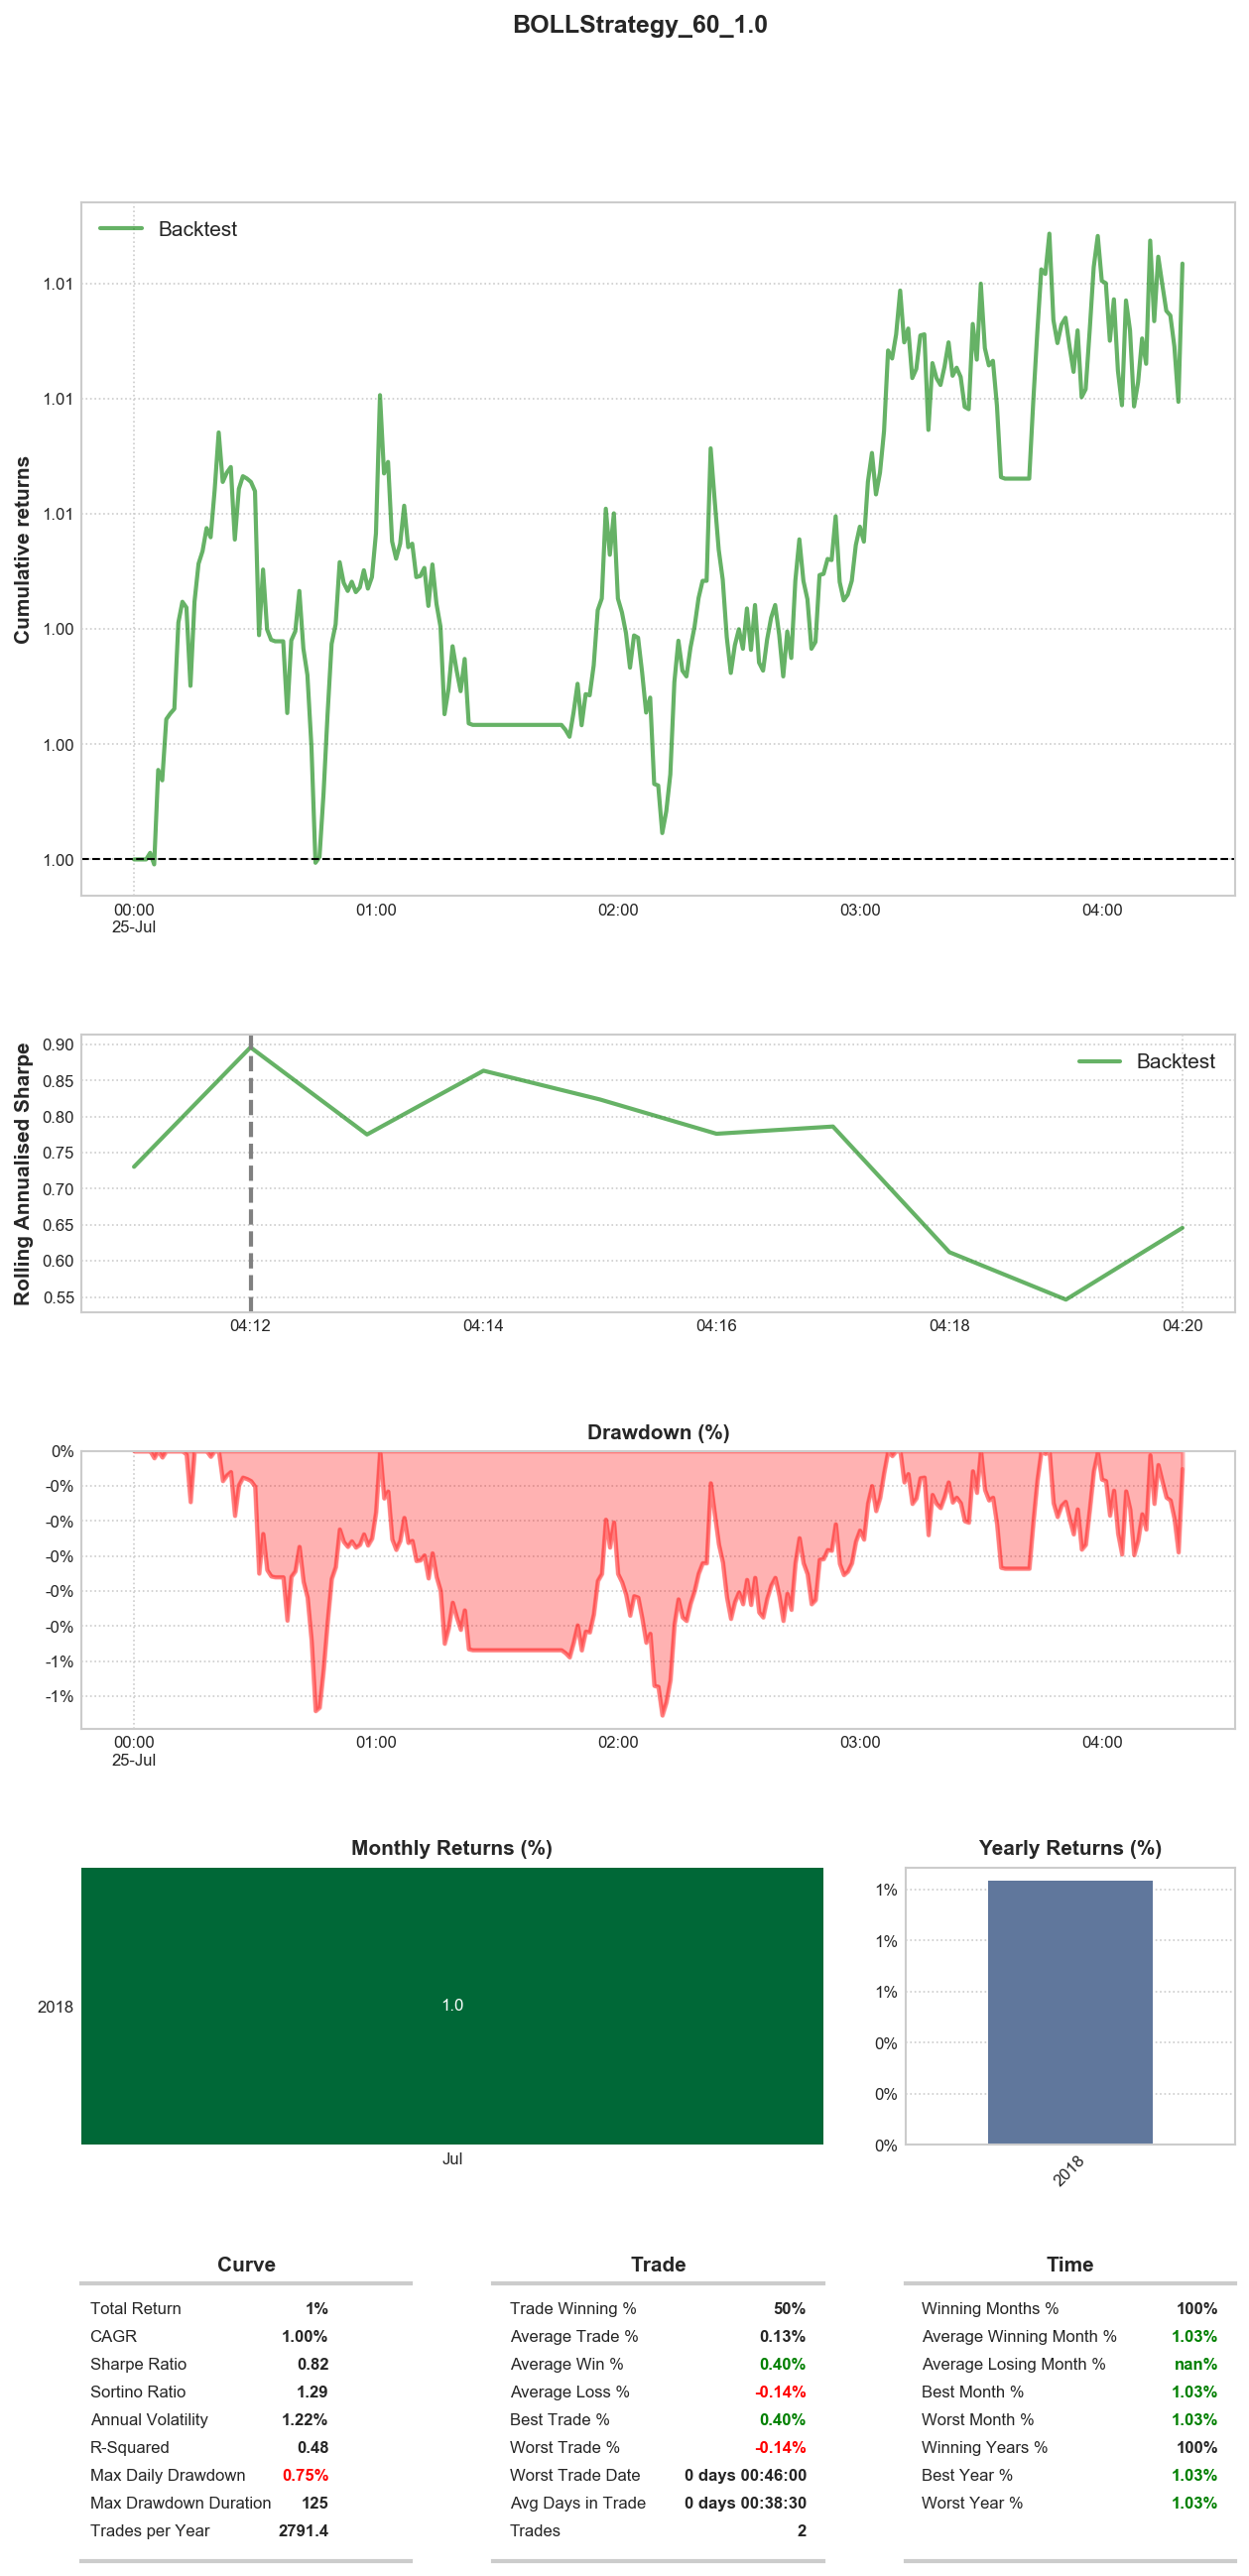 BOLLStrategy_60_1.0
Backtest
Cumulative returns
1.01
1.01
1.01
1.00
1.00
1.00
00:00 01:00 02:00 03:00 04:00
25-Jul
Rolling Annualised Sharpe
Backtest
0.90
0.85
0.80
0.75
0.70
0.65
0.60
0.55
04:12 04:14 04:16 04:18 04:20
Drawdown (%)
0%
-0%
-0%
-0%
-0%
-0%
-1%
-1%
00:00 01:00 02:00 03:00 04:00
25-Jul
Monthly Returns (%)
2018
1.0
Jul
Yearly Returns (%)
1%
1%
1%
0%
0%
0%
2018
Curve
Total Return 1%
CAGR 1.00%
Sharpe Ratio 0.82
Sortino Ratio 1.29
Annual Volatility 1.22%
R-Squared 0.48
Max Daily Drawdown 0.75%
Max Drawdown Duration 125
Trades per Year 2791.4
Trade
Trade Winning % 50%
Average Trade % 0.13%
Average Win % 0.40%
Average Loss % -0.14%
Best Trade % 0.40%
Worst Trade % -0.14%
Worst Trade Date 0 days 00:46:00
Avg Days in Trade 0 days 00:38:30
Trades 2
Time
Winning Months % 100%
Average Winning Month % 1.03%
Average Losing Month % nan%
Best Month % 1.03%
Worst Month % 1.03%
Winning Years % 100%
Best Year % 1.03%
Worst Year % 1.03%